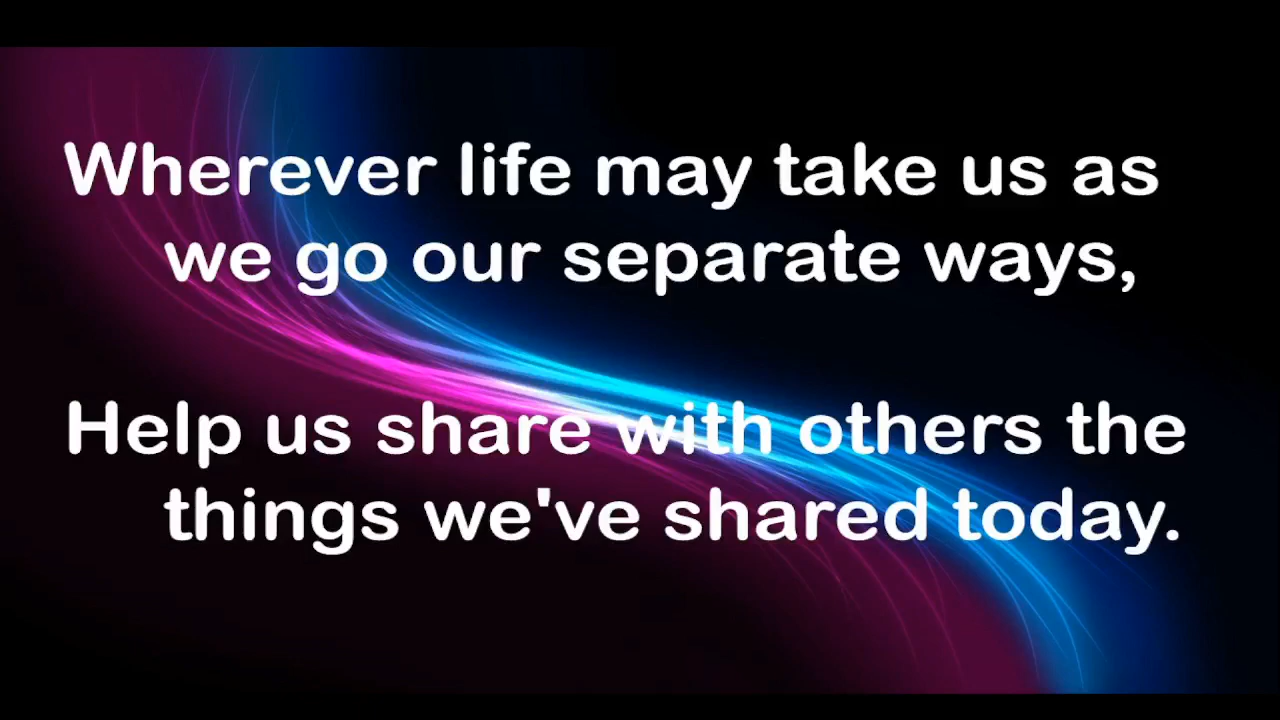 Wherever life may take us as
we go our separate ways,
Help us share with others the
things we've shared today.